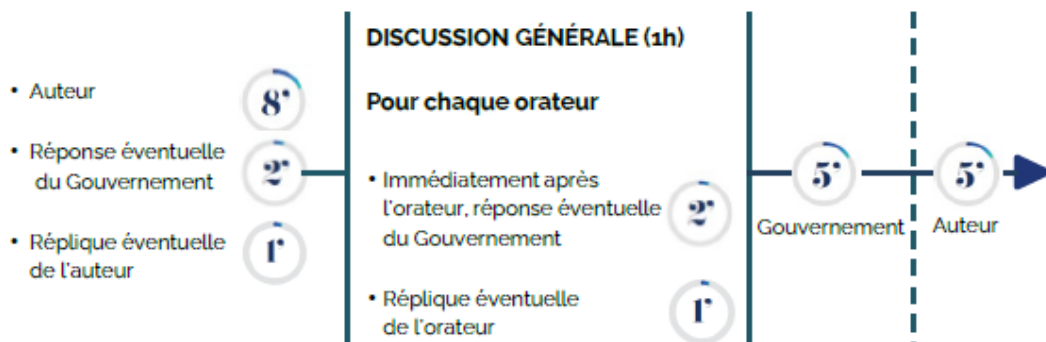 • Auteur
8'
• Réponse éventuelle
du Gouvernement
2'
• Réplique éventuelle
de l'auteur
1'
DISCUSSION GÉNÉRALE (1h)
Pour chaque orateur
• Immédiatement après
l'orateur, réponse éventuelle
du Gouvernement
2'
• Réplique éventuelle
de l'orateur
1'
5'
Gouvernement
5'
Auteur